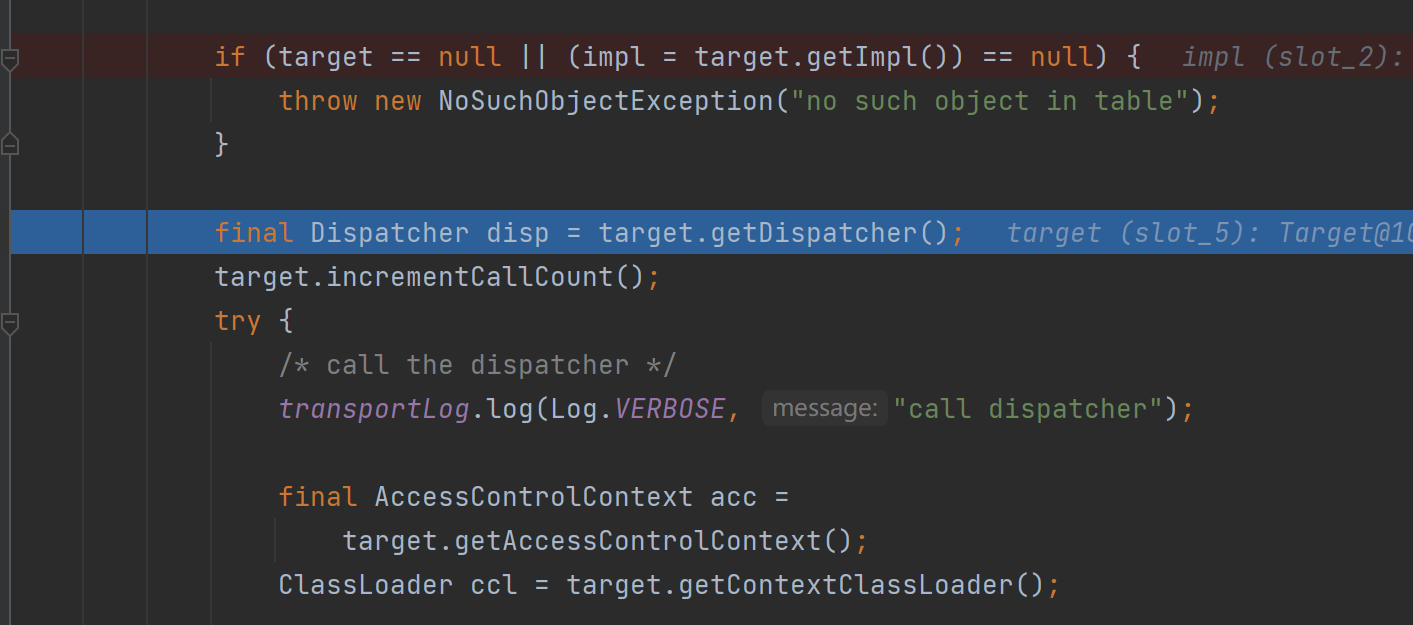 if (target == null || (impl = target.getImpl()) == null) {   impl (slot_2):
throw new NoSuchObjectException("no such object in table");
}
final Dispatcher disp = target.getDispatcher();   target (slot_5): Target@10
target.incrementCallCount();
try {
/* call the dispatcher */
transportLog.log(Log.VERBOSE, message: "call dispatcher");
final AccessControlContext acc =
target.getAccessControlContext();
ClassLoader ccl = target.getContextClassLoader();